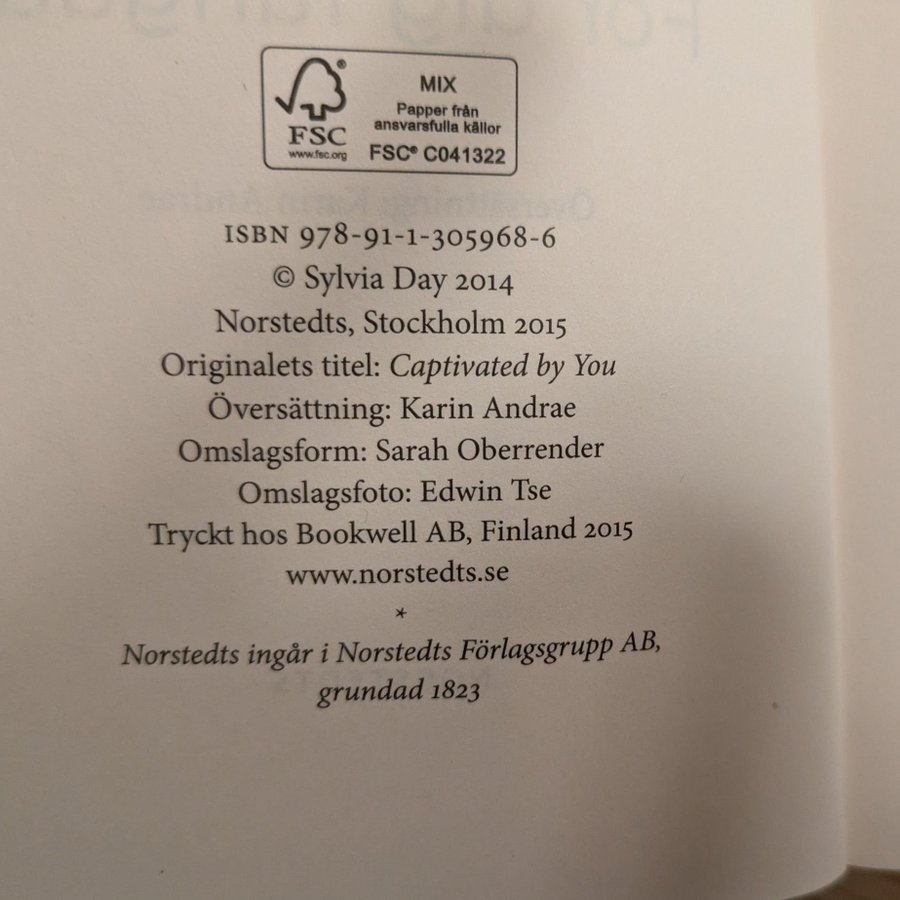 FSC
www.fsc.org
MIX
Papper från
ansvarsfulla källor
FSC® C041322
ISBN 978-91-1-305968-6
© Sylvia Day 2014
Norstedts, Stockholm 2015
Originalets titel: Captivated by You
Översättning: Karin Andrae
Omslagsform: Sarah Oberrender
Omslagsfoto: Edwin Tse
Tryckt hos Bookwell AB, Finland 2015
www.norstedts.se
*
Norstedts ingår i Norstedts Förlagsgrupp AB,
grundad 1823